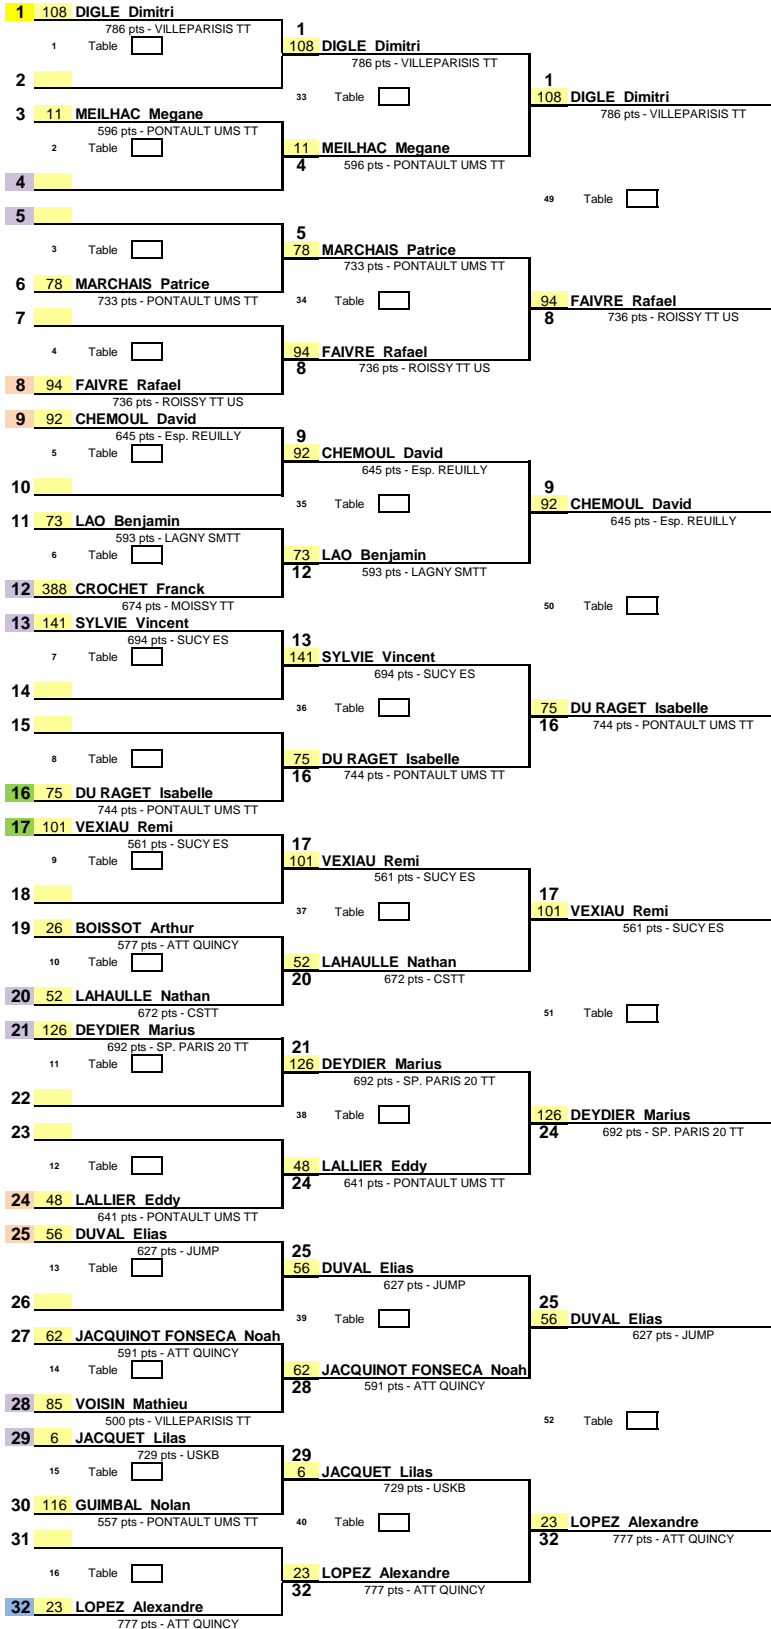 1 108 DIGLE Dimitri
786 pts - VILLEPARISIS TT
1 Table
2
3 11 MEILHAC Megane
596 pts - PONTAULT UMS TT
2 Table
4
5
3 Table
6 78 MARCHAIS Patrice
733 pts - PONTAULT UMS TT
7
4 Table
8 94 FAIVRE Rafael
736 pts - ROISSY TT US
9 92 CHEMOUL David
645 pts - Esp. REUILLY
5 Table
10
11 73 LAO Benjamin
593 pts - LAGNY SMTT
6 Table
12 388 CROCHET Franck
674 pts - MOISSY TT
13 141 SYLVIE Vincent
694 pts - SUCY ES
7 Table
14
15
8 Table
16 75 DU RAGET Isabelle
744 pts - PONTAULT UMS TT
17 101 VEXIAU Remi
561 pts - SUCY ES
9 Table
18
19 26 BOISSOT Arthur
577 pts - ATT QUINCY
10 Table
20 52 LAHAULLE Nathan
672 pts - CSTT
21 126 DEYDIER Marius
692 pts - SP. PARIS 20 TT
11 Table
22
23
12 Table
24 48 LALLIER Eddy
641 pts - PONTAULT UMS TT
25 56 DUVAL Elias
627 pts - JUMP
13 Table
26
27 62 JACQUINOT FONSECA Noah
591 pts - ATT QUINCY
14 Table
28 85 VOISIN Mathieu
500 pts - VILLEPARISIS TT
29 6 JACQUET Lilas
729 pts - USKB
15 Table
30 116 GUIMBAL Nolan
557 pts - PONTAULT UMS TT
31
16 Table
32 23 LOPEZ Alexandre
777 pts - ATT QUINCY
1
108 DIGLE Dimitri
786 pts - VILLEPARISIS TT
33 Table
11 MEILHAC Megane
4 596 pts - PONTAULT UMS TT
5
78 MARCHAIS Patrice
733 pts - PONTAULT UMS TT
34 Table
94 FAIVRE Rafael
8 736 pts - ROISSY TT US
9
92 CHEMOUL David
645 pts - Esp. REUILLY
35 Table
73 LAO Benjamin
12 593 pts - LAGNY SMTT
13
141 SYLVIE Vincent
694 pts - SUCY ES
36 Table
75 DU RAGET Isabelle
16 744 pts - PONTAULT UMS TT
17
101 VEXIAU Remi
561 pts - SUCY ES
37 Table
52 LAHAULLE Nathan
20 672 pts - CSTT
21
126 DEYDIER Marius
692 pts - SP. PARIS 20 TT
38 Table
48 LALLIER Eddy
24 641 pts - PONTAULT UMS TT
25
56 DUVAL Elias
627 pts - JUMP
39 Table
62 JACQUINOT FONSECA Noah
28 591 pts - ATT QUINCY
29
6 JACQUET Lilas
729 pts - USKB
40 Table
23 LOPEZ Alexandre
32 777 pts - ATT QUINCY
1
108 DIGLE Dimitri
786 pts - VILLEPARISIS TT
49 Table
94 FAIVRE Rafael
8 736 pts - ROISSY TT US
9
92 CHEMOUL David
645 pts - Esp. REUILLY
50 Table
75 DU RAGET Isabelle
16 744 pts - PONTAULT UMS TT
17
101 VEXIAU Remi
561 pts - SUCY ES
51 Table
126 DEYDIER Marius
24 692 pts - SP. PARIS 20 TT
25
56 DUVAL Elias
627 pts - JUMP
52 Table
23 LOPEZ Alexandre
32 777 pts - ATT QUINCY